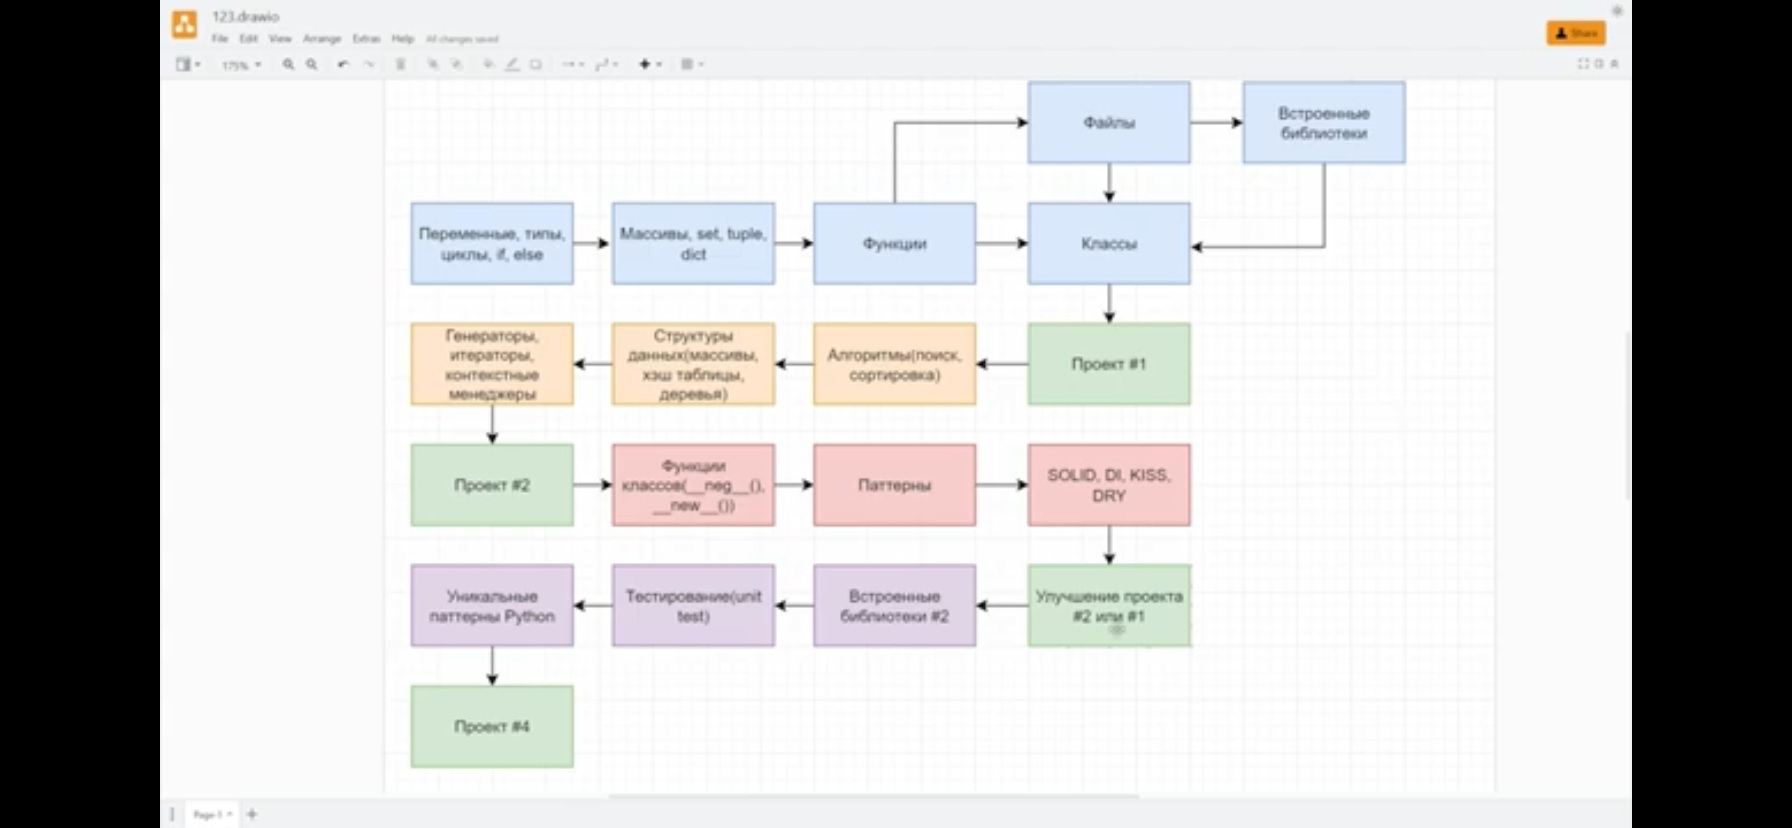 123.drawio
File Edit View Arrange Extras Help All changes saved
Share
175%
Файлы
Встроенные
библиотеки
Переменные, типы,
циклы, if, else
Массивы, set, tuple,
dict
Функции
Классы
Генераторы,
итераторы,
контекстные
менеджеры
Структуры
данных(массивы,
хэш таблицы,
деревья)
Алгоритмы(поиск,
сортировка)
Проект #1
Проект #2
Функции
классов(__neg__(),
__new__())
Паттерны
SOLID, DI, KISS,
DRY
Уникальные
паттерны Python
Тестирование(unit
test)
Встроенные
библиотеки #2
Улучшение проекта
#2 или #1
Проект #4
Page-1